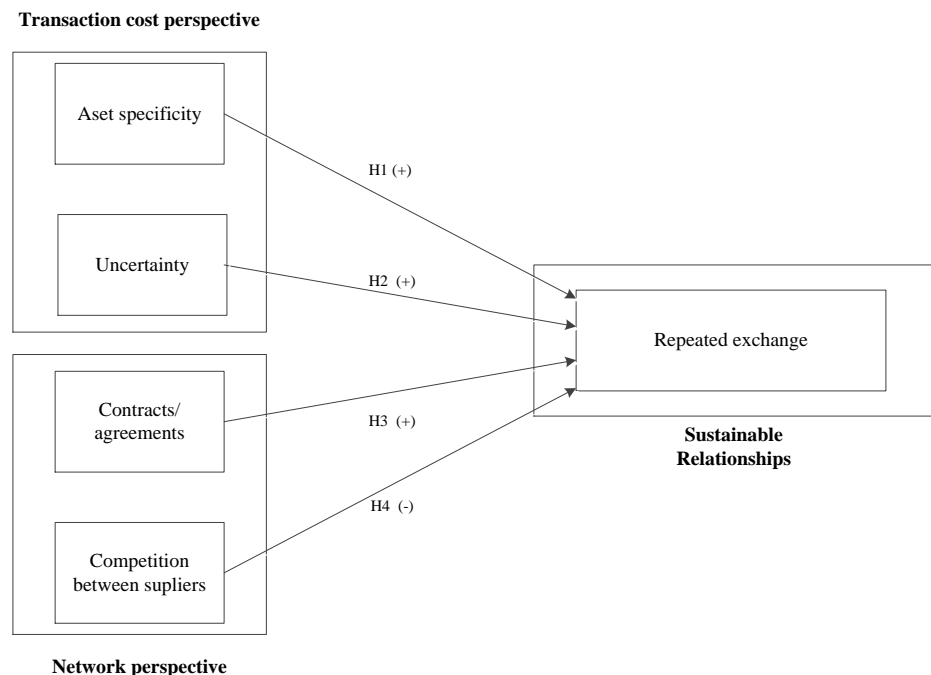 Transaction cost perspective
Aset specificity
H1 (+)
Uncertainty
H2 (+)
Repeated exchange
Contracts/
agreements
H3 (+)
Sustainable
Relationships
H4 (-)
Competition
between supliers
Network perspective